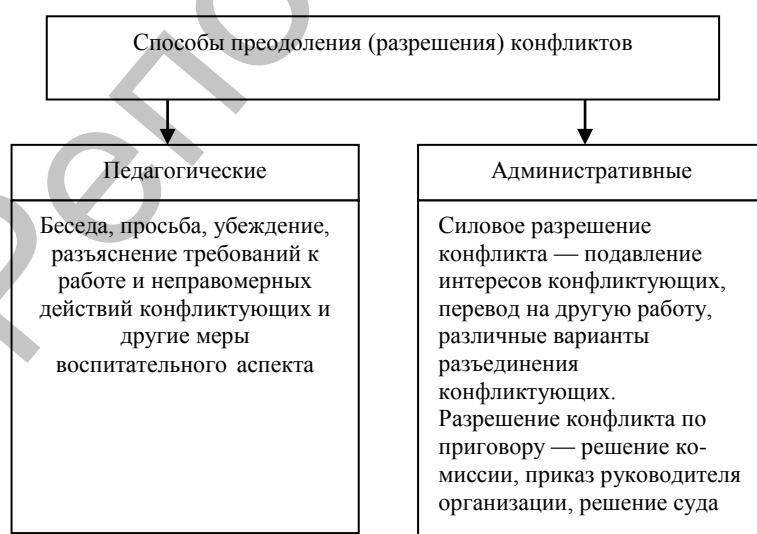 Способы преодоления (разрешения) конфликтов
Педагогические
Беседа, просьба, убеждение,
разъяснение требований к
работе и неправомерных
действий конфликтующих и
другие меры
воспитательного аспекта
Административные
Силовое разрешение
конфликта — подавление
интересов конфликтующих,
перевод на другую работу,
различные варианты
разъединения
конфликтующих.
Разрешение конфликта по
приговору — решение ко-
миссии, приказ руководителя
организации, решение суда